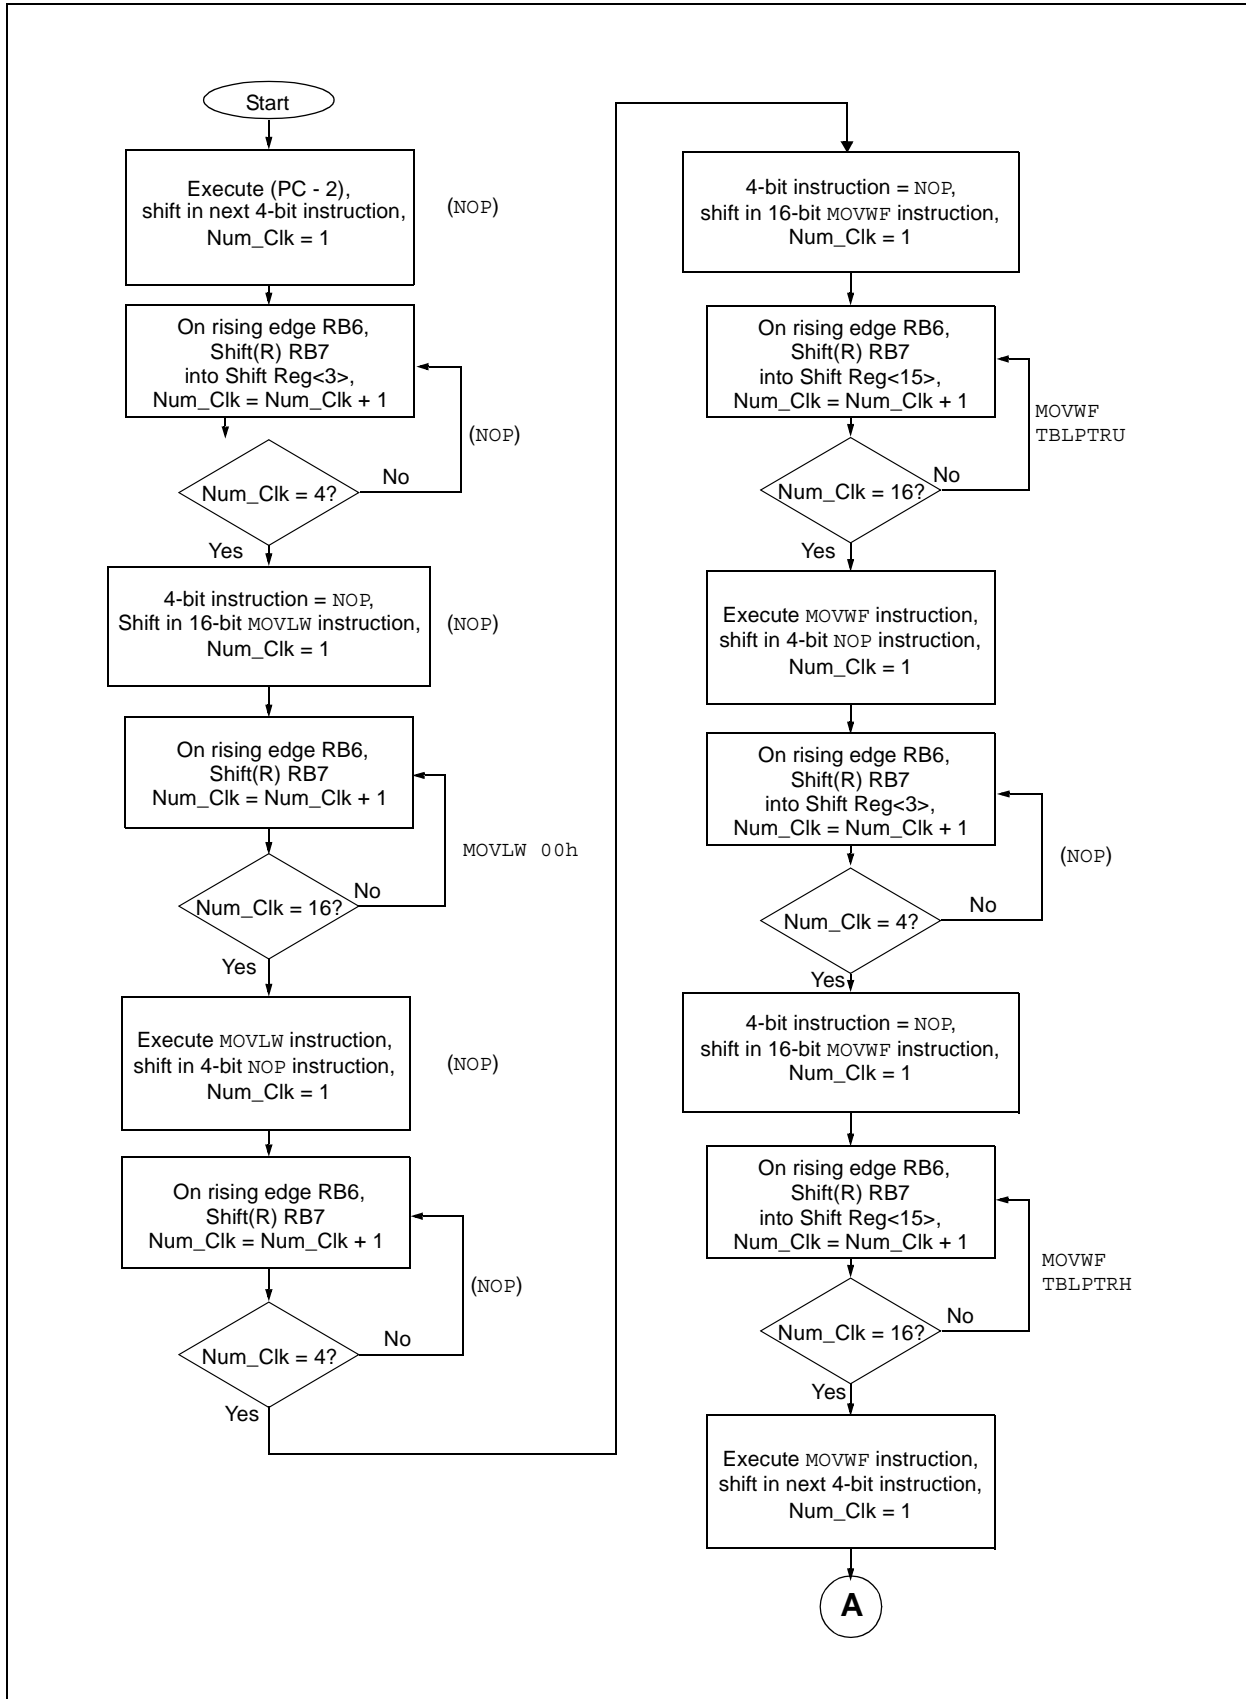 Start
Execute (PC - 2),
shift in next 4-bit instruction,
Num_Clk = 1
(NOP)
On rising edge RB6,
Shift(R) RB7
into Shift Reg<3>,
Num_Clk = Num_Clk + 1
(NOP)
Num_Clk = 4?
No
Yes
4-bit instruction = NOP,
Shift in 16-bit MOVLW instruction,
Num_Clk = 1
(NOP)
On rising edge RB6,
Shift(R) RB7
Num_Clk = Num_Clk + 1
MOVLW 00h
Num_Clk = 16?
No
Yes
Execute MOVLW instruction,
shift in 4-bit NOP instruction,
Num_Clk = 1
(NOP)
On rising edge RB6,
Shift(R) RB7
Num_Clk = Num_Clk + 1
(NOP)
Num_Clk = 4?
No
Yes
4-bit instruction = NOP,
shift in 16-bit MOVWF instruction,
Num_Clk = 1
On rising edge RB6,
Shift(R) RB7
into Shift Reg<15>,
Num_Clk = Num_Clk + 1
MOVWF
TBLPTRU
Num_Clk = 16?
No
Yes
Execute MOVWF instruction,
shift in 4-bit NOP instruction,
Num_Clk = 1
On rising edge RB6,
Shift(R) RB7
into Shift Reg<3>,
Num_Clk = Num_Clk + 1
(NOP)
Num_Clk = 4?
No
Yes
4-bit instruction = NOP,
shift in 16-bit MOVWF instruction,
Num_Clk = 1
On rising edge RB6,
Shift(R) RB7
into Shift Reg<15>,
Num_Clk = Num_Clk + 1
MOVWF
TBLPTRH
Num_Clk = 16?
No
Yes
Execute MOVWF instruction,
shift in next 4-bit instruction,
Num_Clk = 1
A